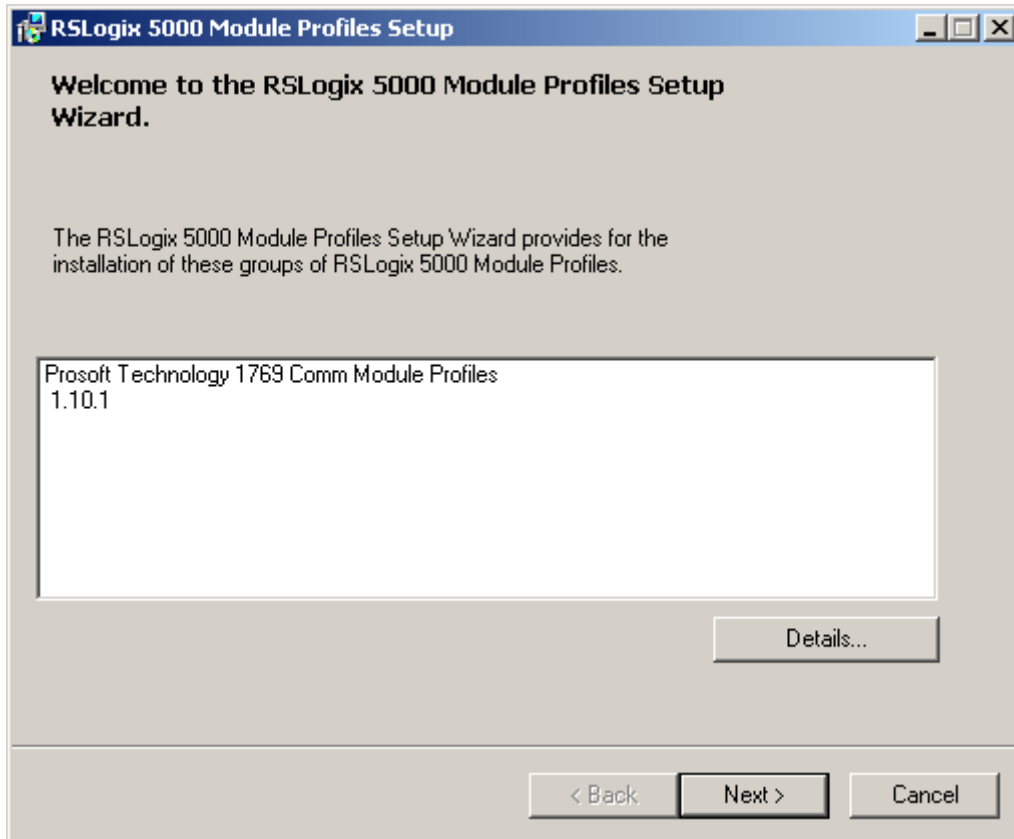 RSLogix 5000 Module Profiles Setup
Welcome to the RSLogix 5000 Module Profiles Setup
Wizard.
The RSLogix 5000 Module Profiles Setup Wizard provides for the
installation of these groups of RSLogix 5000 Module Profiles.
Prosoft Technology 1769 Comm Module Profiles
1.10.1
Details...
< Back
Next >
Cancel